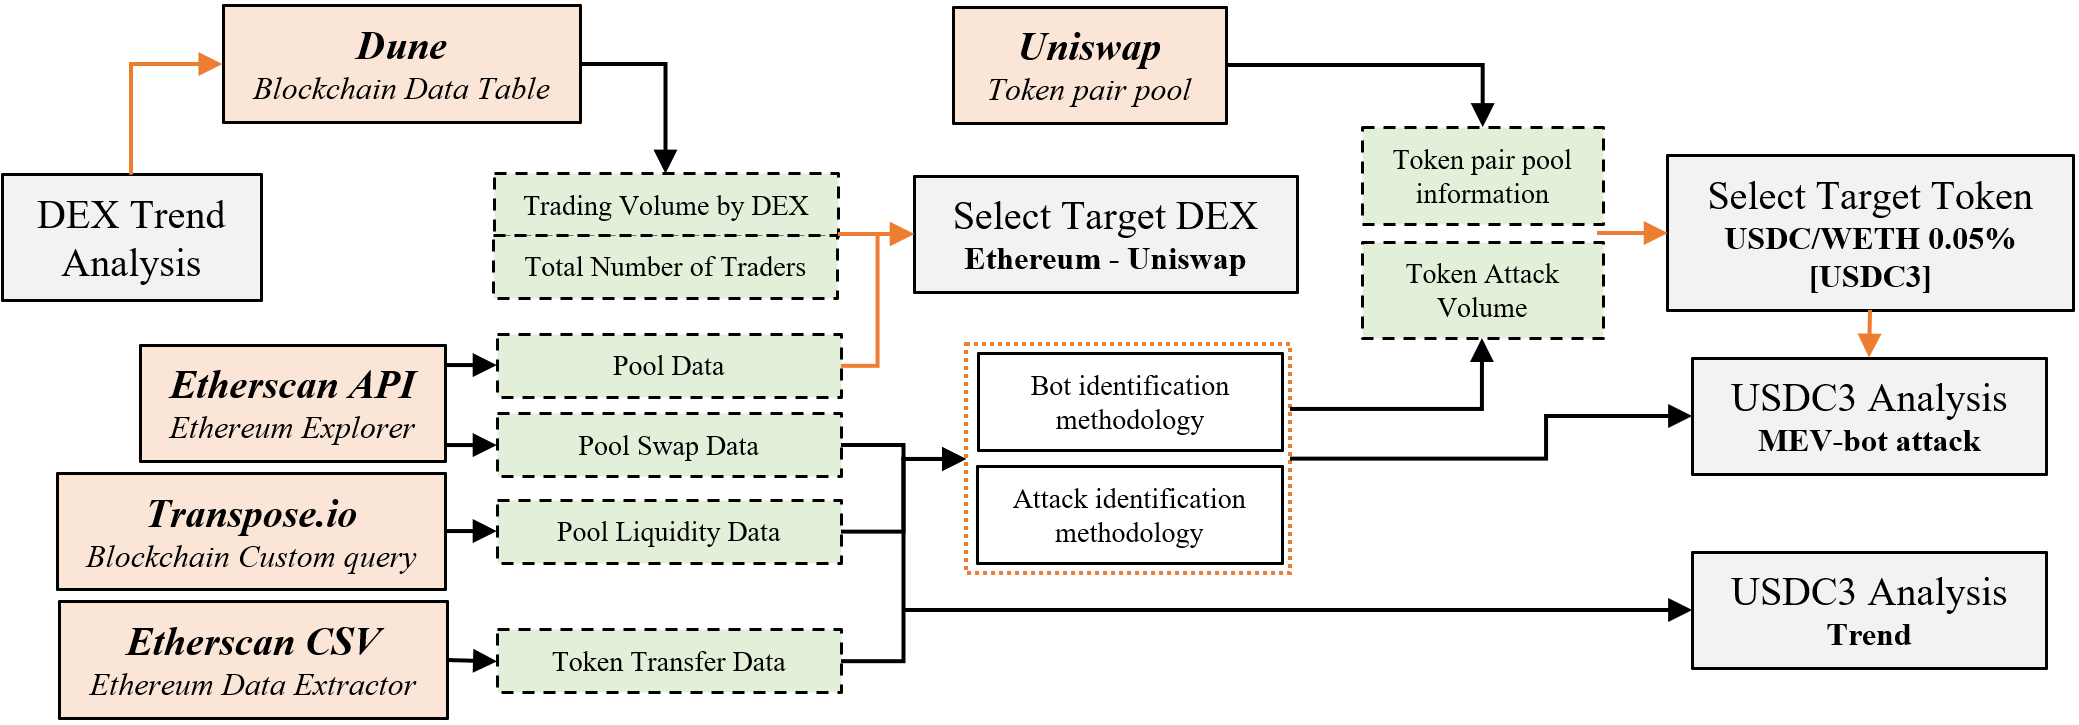 Dune
Blockchain Data Table
Uniswap
Token pair pool
DEX Trend
Analysis
Trading Volume by DEX
Total Number of Traders
Select Target DEX
Ethereum - Uniswap
Token pair pool
information
Token Attack
Volume
Select Target Token
USDC/WETH 0.05%
[USDC3]
Etherscan API
Ethereum Explorer
Pool Data
Pool Swap Data
Bot identification
methodology
Attack identification
methodology
USDC3 Analysis
MEV-bot attack
Transpose.io
Blockchain Custom query
Pool Liquidity Data
Etherscan CSV
Ethereum Data Extractor
Token Transfer Data
USDC3 Analysis
Trend